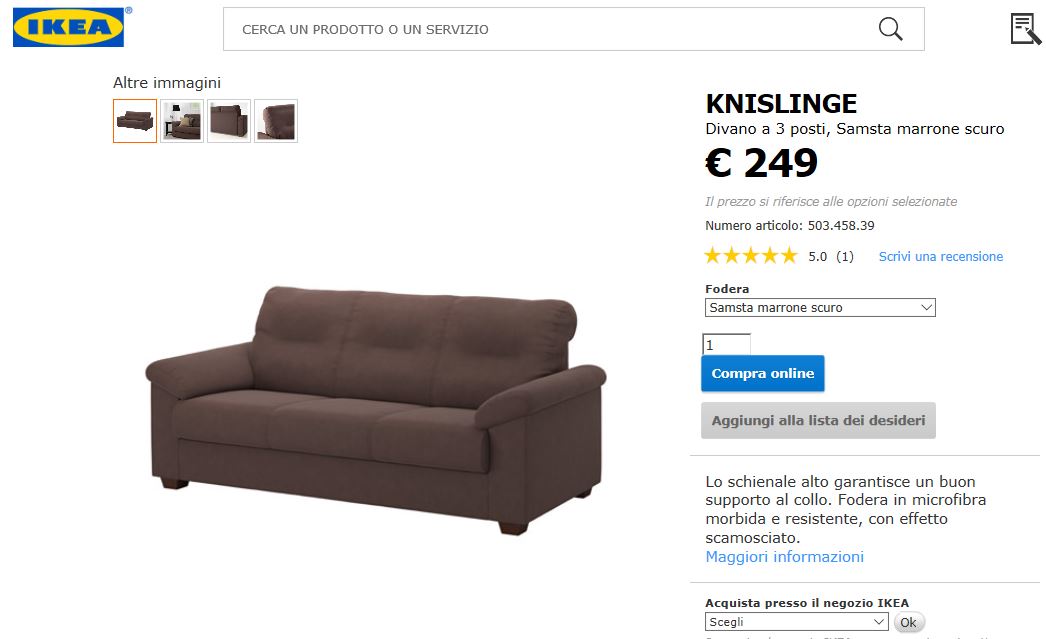 IKEA
®
CERCA UN PRODOTTO O UN SERVIZIO
Altre immagini
KNISLINGE
Divano a 3 posti, Samsta marrone scuro
€ 249
Il prezzo si riferisce alle opzioni selezionate
Numero articolo: 503.458.39
5.0 (1) Scrivi una recensione
Fodera
Samsta marrone scuro
1
Compra online
Aggiungi alla lista dei desideri
Lo schienale alto garantisce un buon
supporto al collo. Fodera in microfibra
morbida e resistente, con effetto
scamosciato.
Maggiori informazioni
Acquista presso il negozio IKEA
Scegli Ok